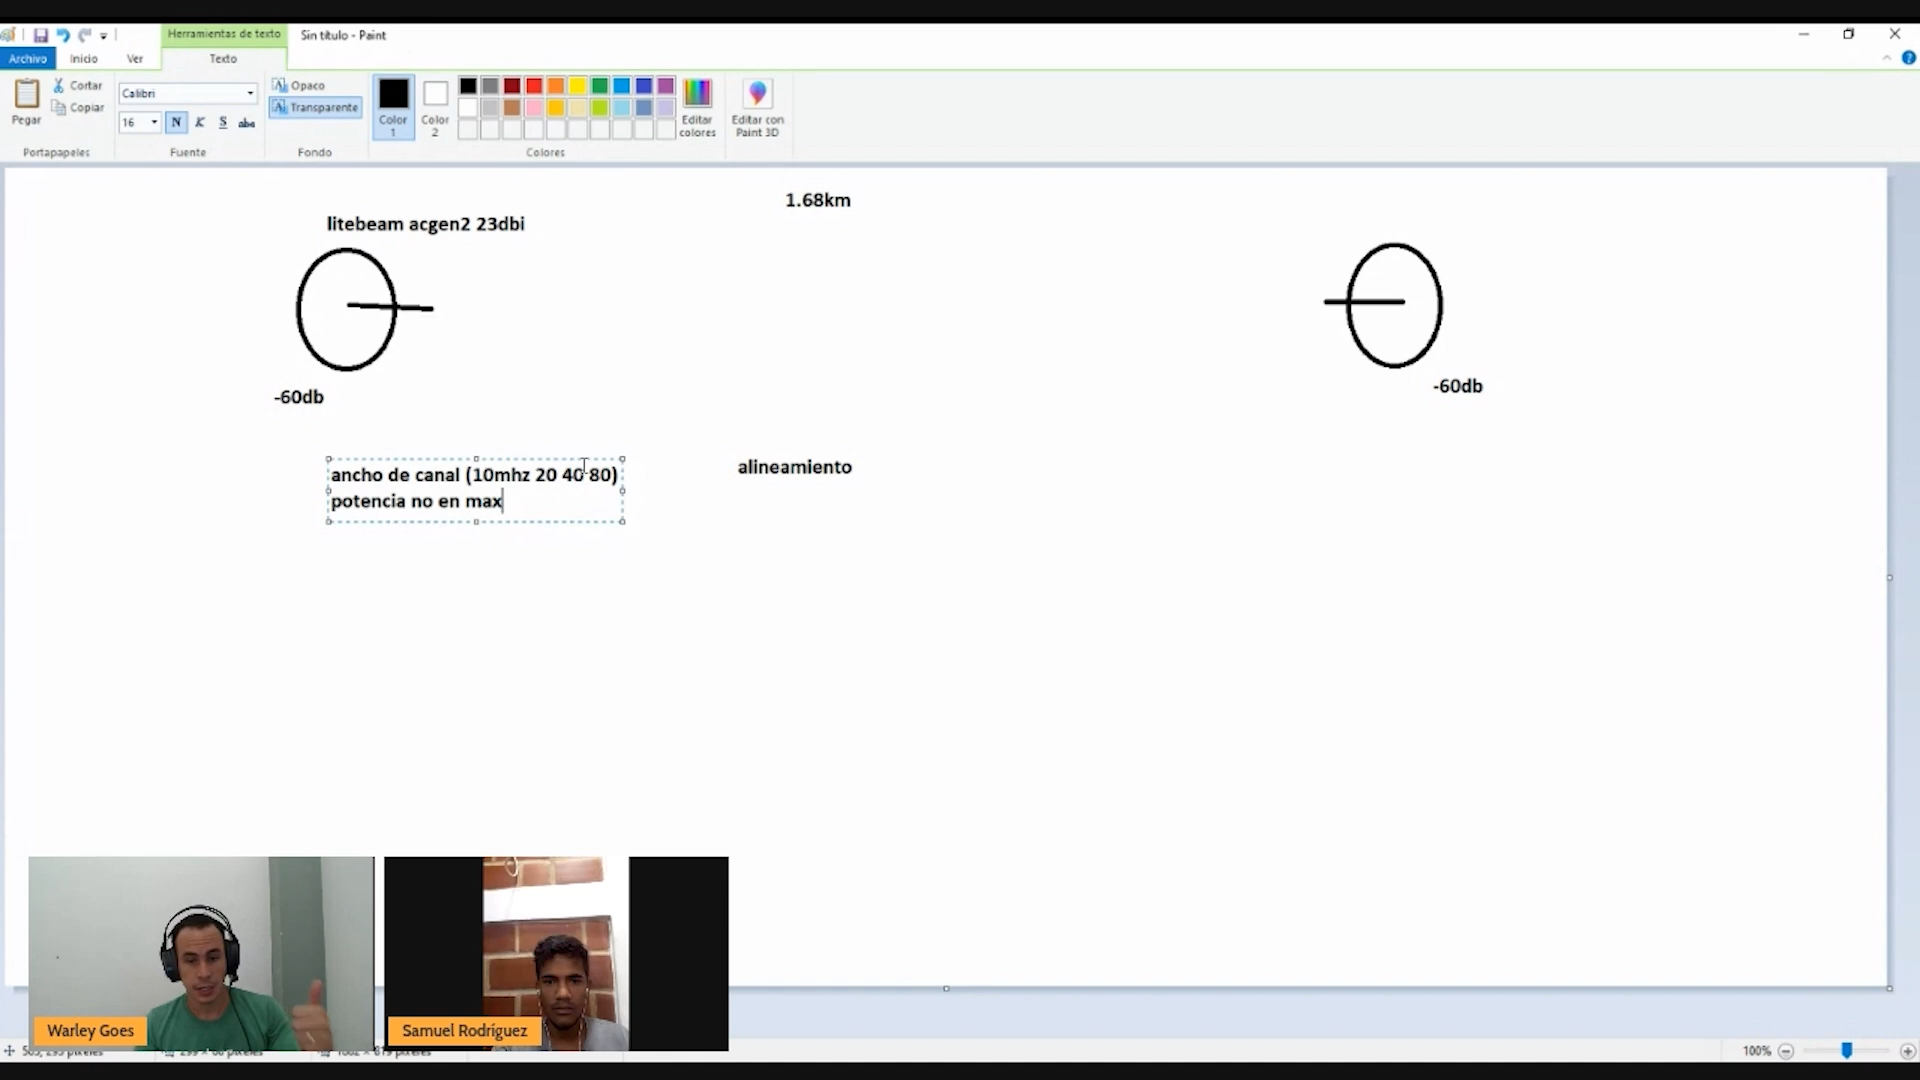 Herramientas de texto
Sin título - Paint
Archivo
Inicio
Ver
Texto
Pegar
Cortar
Copiar
Portapapeles
Calibri
16
N
K
S
abc
Fuente
Opaco
Transparente
Fondo
Color
1
Color
2
Editar
colores
Colores
Editar con
Paint 3D
1.68km
litebeam acgen2 23dbi
-60db
-60db
ancho de canal (10mhz 20 40 80)
potencia no en max
alineamiento
Warley Goes
Samuel Rodríguez
100%